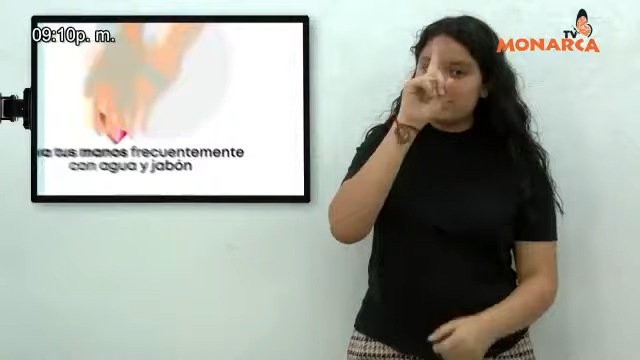 09:10p. m.
TV
MONARCA
tus manos frecuentemente
con agua y jabón